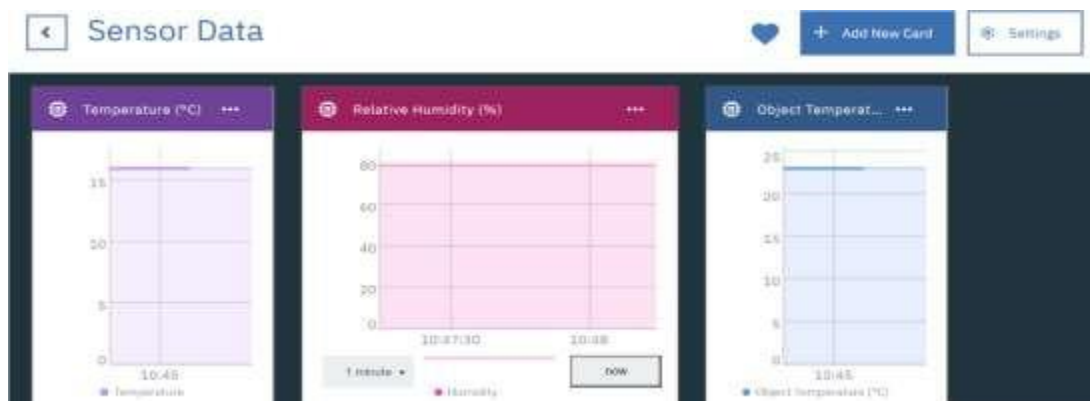 Sensor Data
+ Add New Card
Settings
Temperature (°C) •••
Relative Humidity (%) •••
Object Temperat... •••
15
10
5
0
10:45
Temperature
80
60
40
20
0
10:47:30 10:48
1 minute
now
Humidity
25
20
15
10
5
0
10:45
Object Temperature (°C)